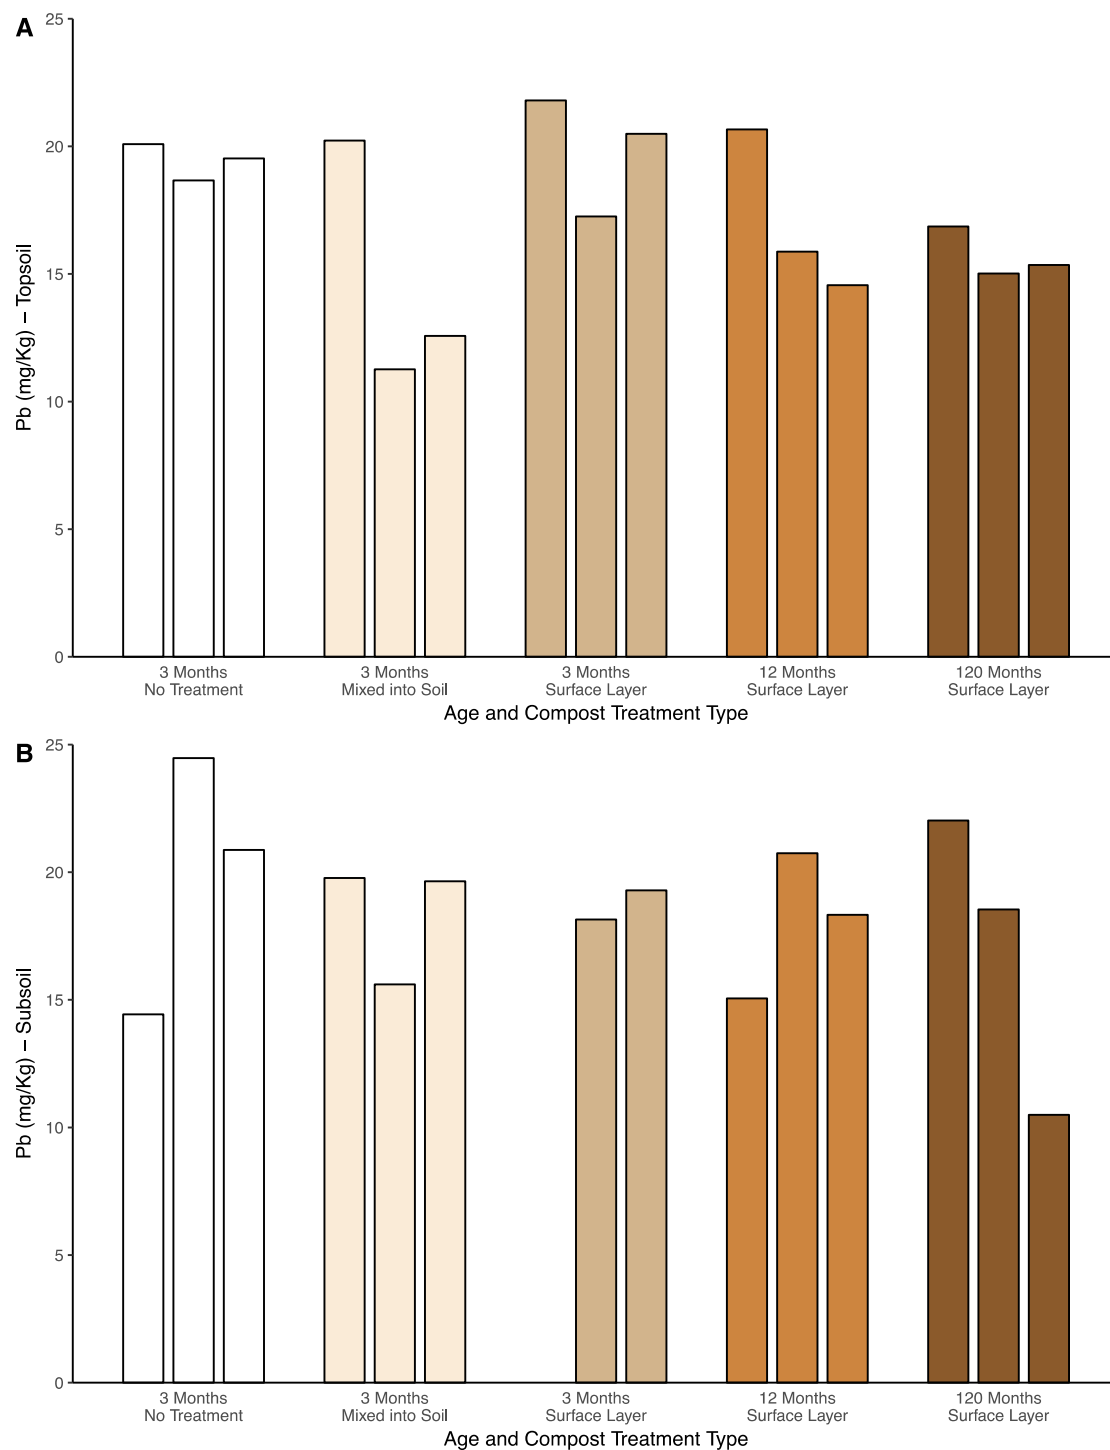 A
25
20
15
10
5
0
Pb (mg/Kg) – Topsoil
3 Months 3 Months 3 Months 12 Months 120 Months
No Treatment Mixed into Soil Surface Layer Surface Layer Surface Layer
Age and Compost Treatment Type
B
25
20
15
10
5
0
Pb (mg/Kg) – Subsoil
3 Months 3 Months 3 Months 12 Months 120 Months
No Treatment Mixed into Soil Surface Layer Surface Layer Surface Layer
Age and Compost Treatment Type